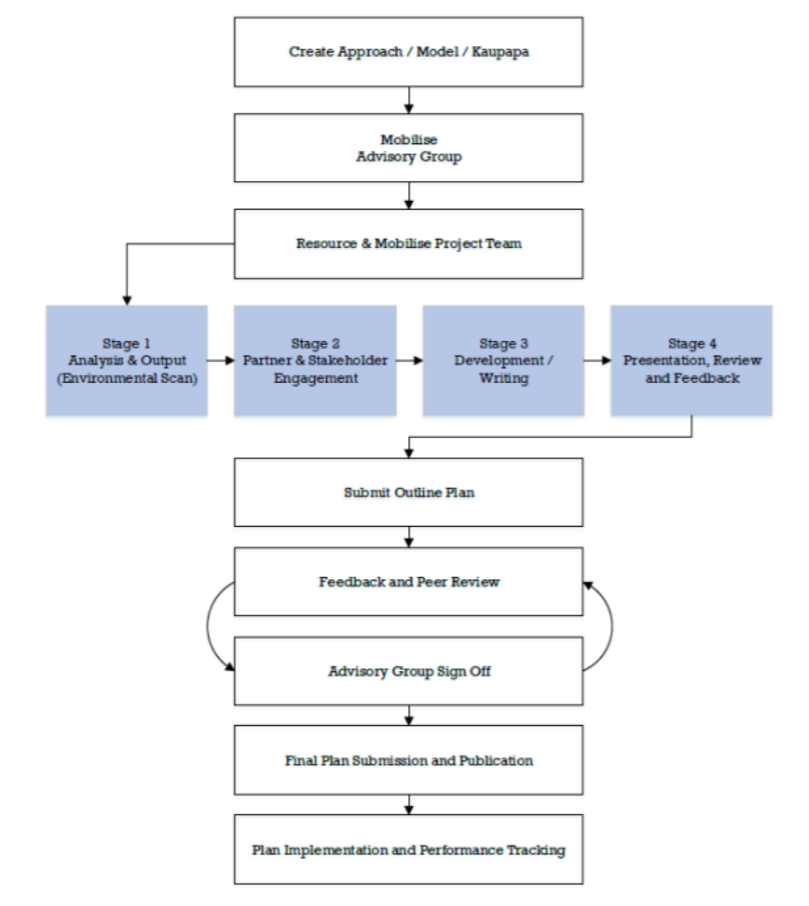 Create Approach / Model / Kaupapa
Mobilise
Advisory Group
Resource & Mobilise Project Team
Stage 1
Analysis & Output
(Environmental Scan)
Stage 2
Partner & Stakeholder
Engagement
Stage 3
Development /
Writing
Stage 4
Presentation, Review
and Feedback
Submit Outline Plan
Feedback and Peer Review
Advisory Group Sign Off
Final Plan Submission and Publication
Plan Implementation and Performance Tracking